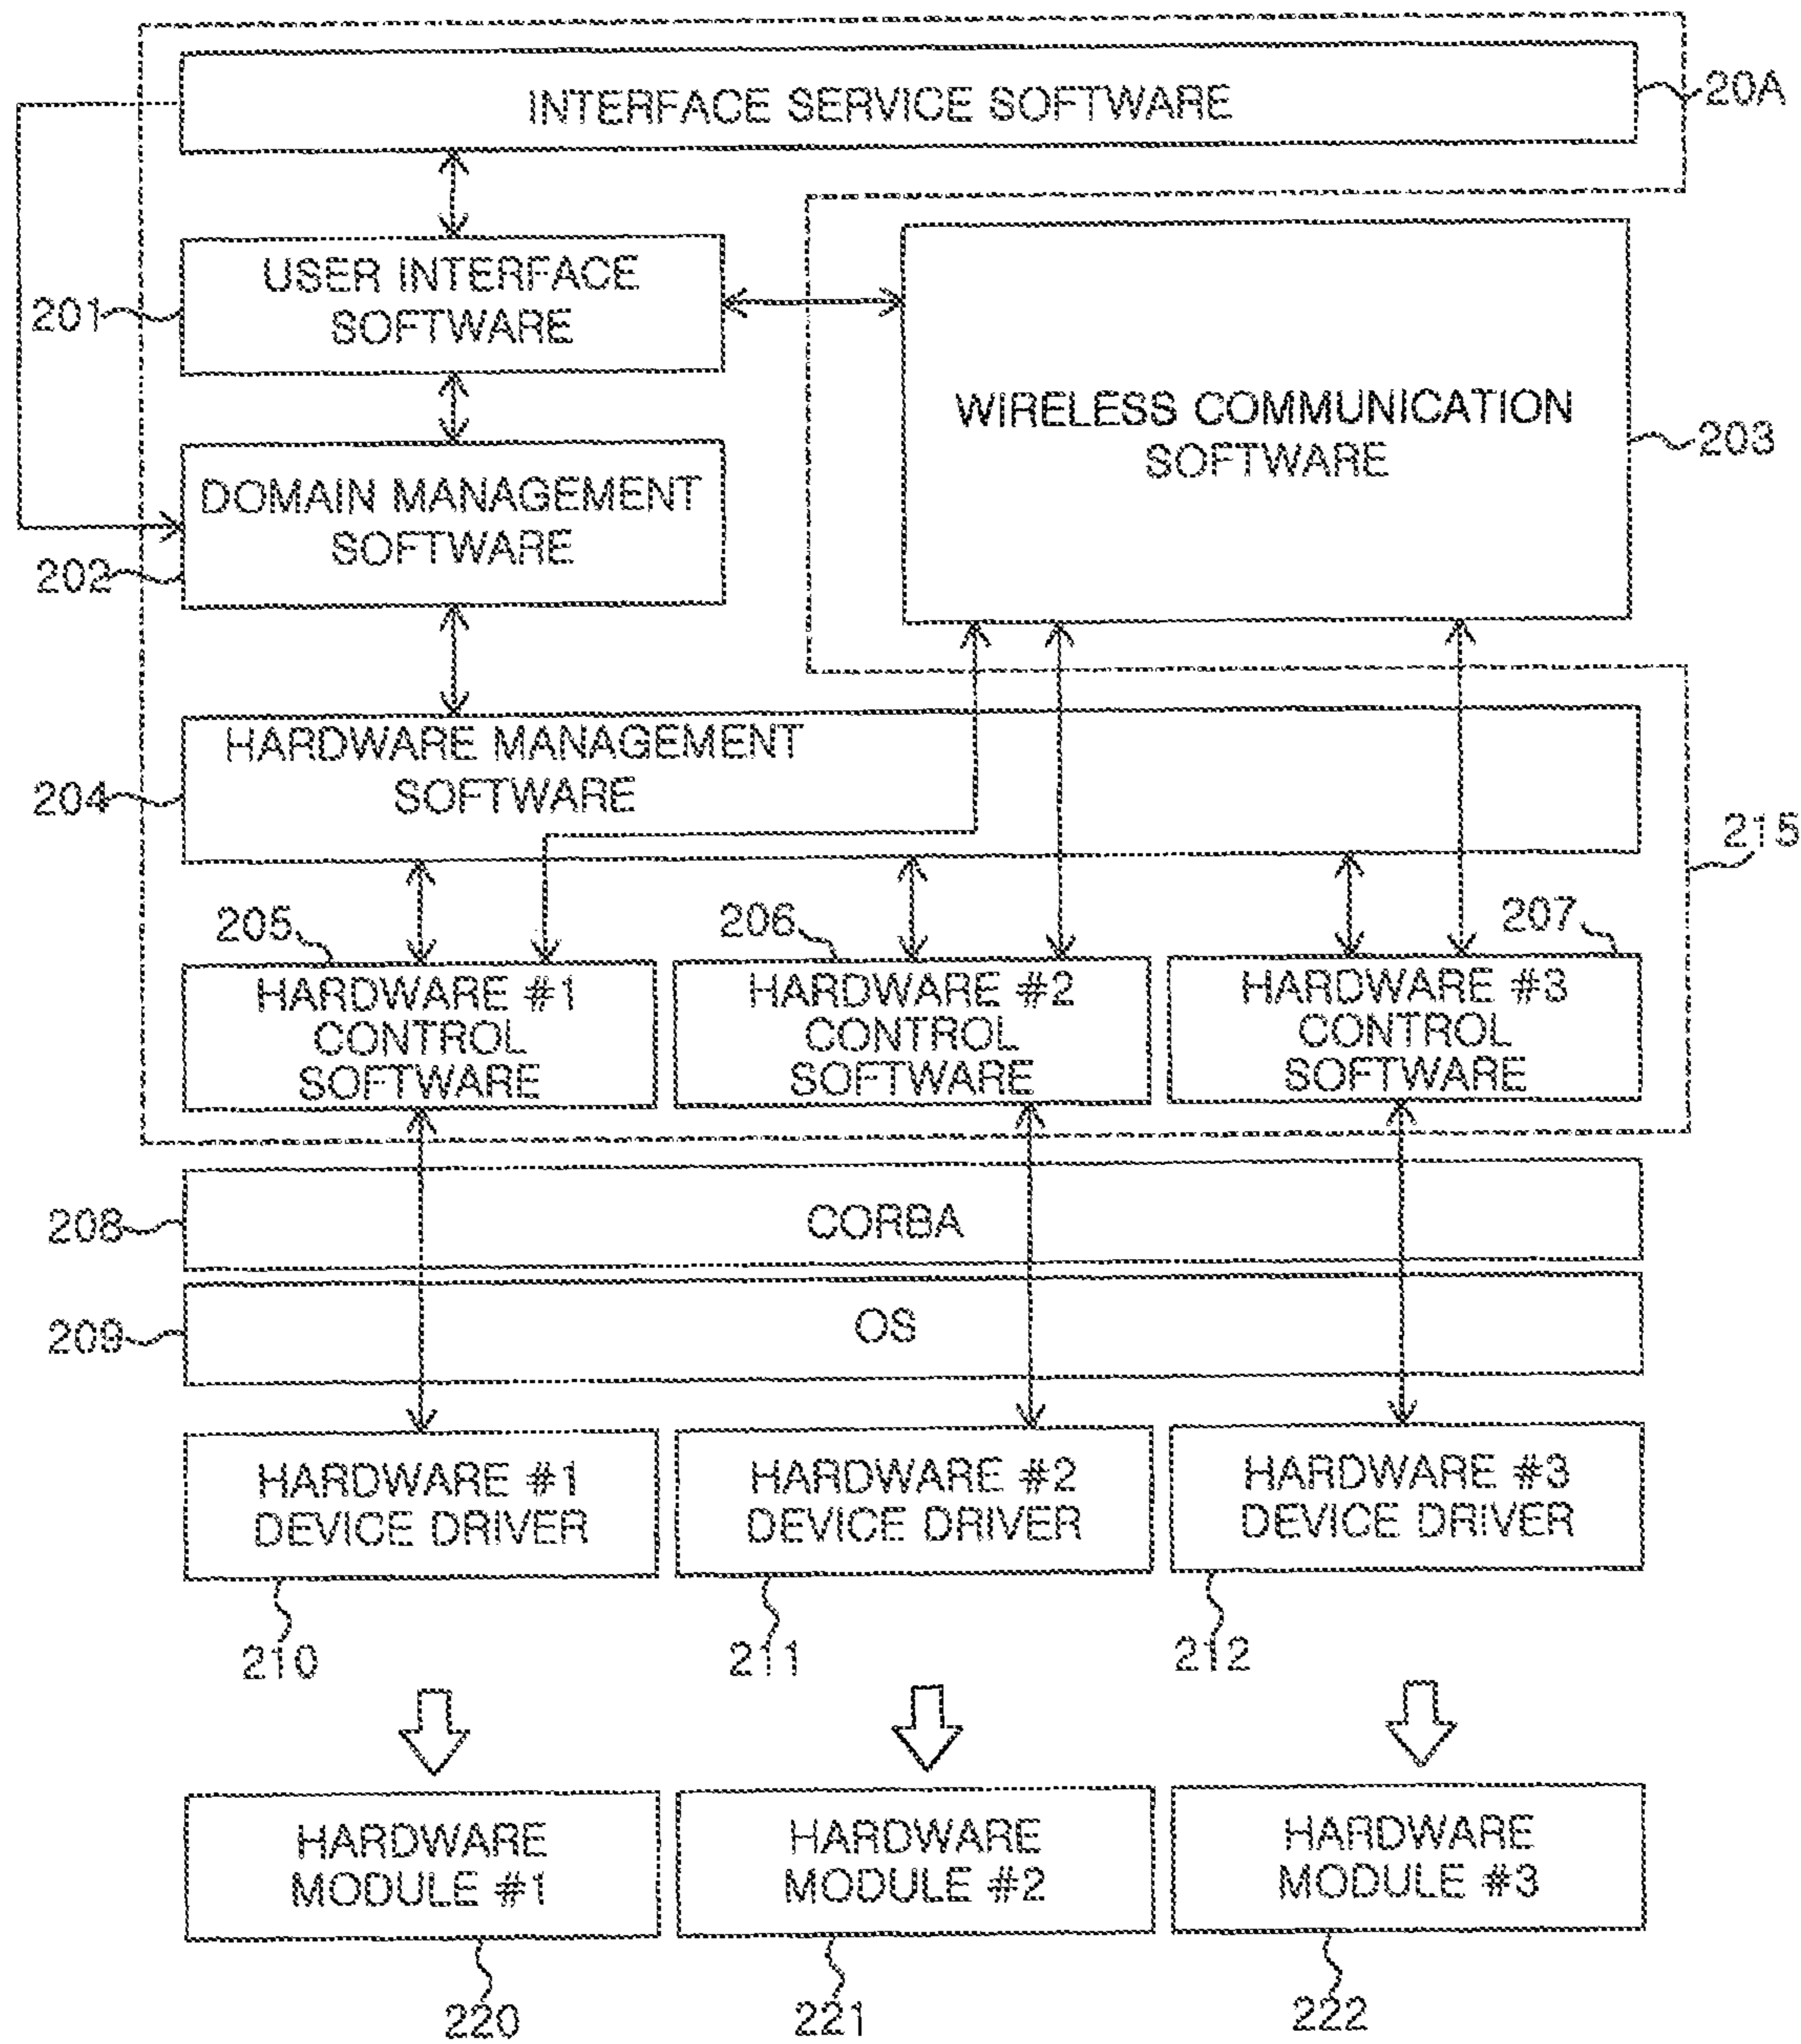 INTERFACE SERVICE SOFTWARE
20A
USER INTERFACE
SOFTWARE
201
WIRELESS COMMUNICATION
SOFTWARE
203
DOMAIN MANAGEMENT
SOFTWARE
202
HARDWARE MANAGEMENT
SOFTWARE
204
215
205
206
207
HARDWARE #1
CONTROL
SOFTWARE
HARDWARE #2
CONTROL
SOFTWARE
HARDWARE #3
CONTROL
SOFTWARE
208
CORBA
209
OS
HARDWARE #1
DEVICE DRIVER
HARDWARE #2
DEVICE DRIVER
HARDWARE #3
DEVICE DRIVER
210
211
212
HARDWARE
MODULE #1
HARDWARE
MODULE #2
HARDWARE
MODULE #3
220
221
222